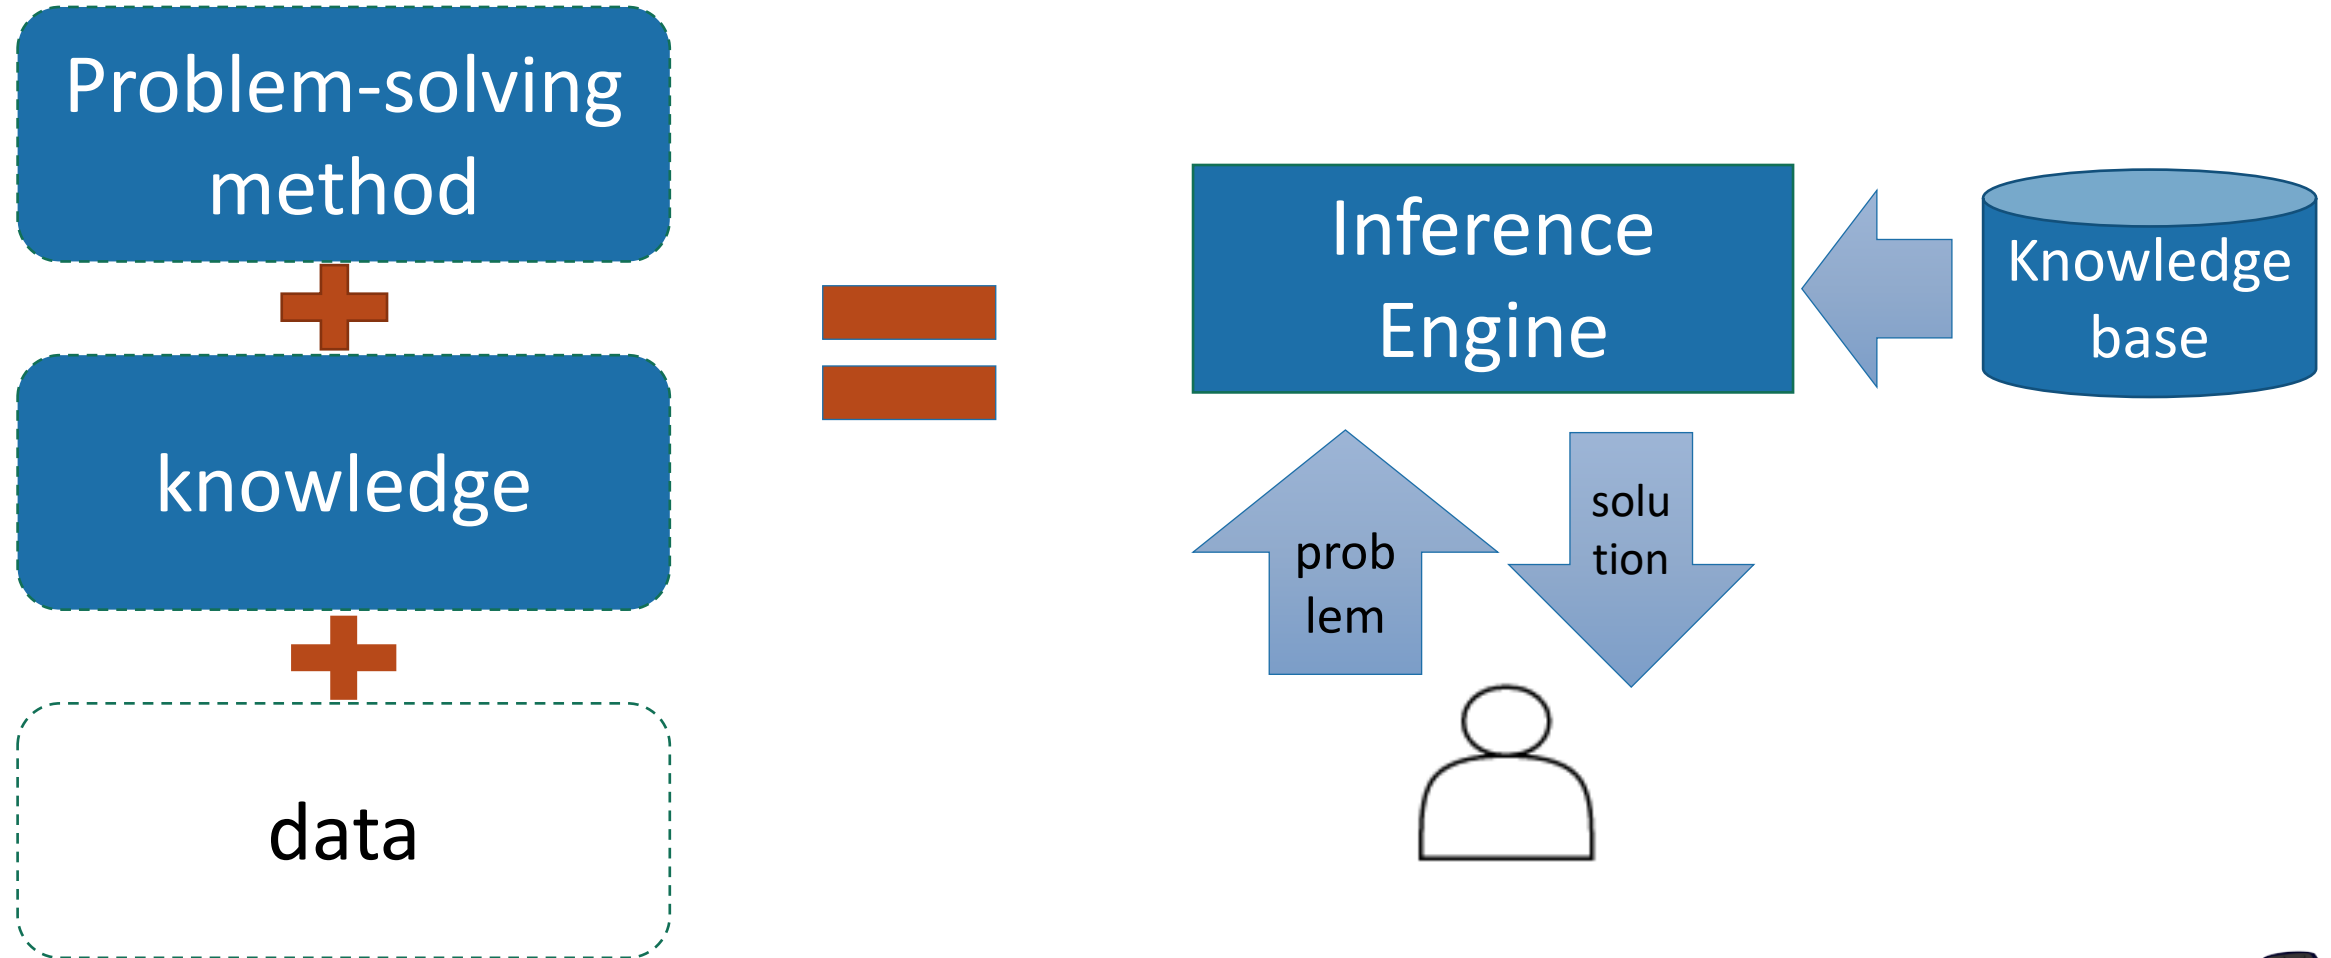 Problem-solving
method
knowledge
data
Inference
Engine
Knowledge
base
prob
lem
solu
tion